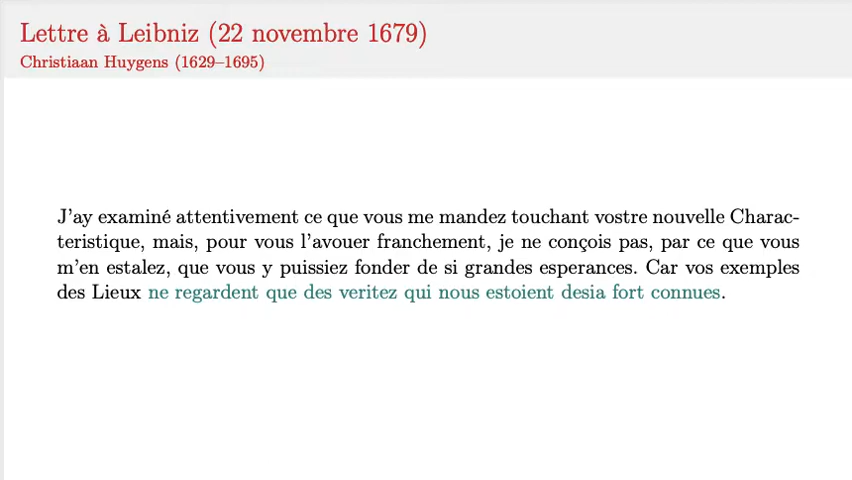 Lettre à Leibniz (22 novembre 1679)
Christiaan Huygens (1629–1695)
J'ay examiné attentivement ce que vous me mandez touchant vostre nouvelle Charac-
teristique, mais, pour vous l'avouer franchement, je ne conçois pas, par ce que vous
m'en estalez, que vous y puissiez fonder de si grandes esperances. Car vos exemples
des Lieux ne regardent que des veritez qui nous estoient desia fort connues.